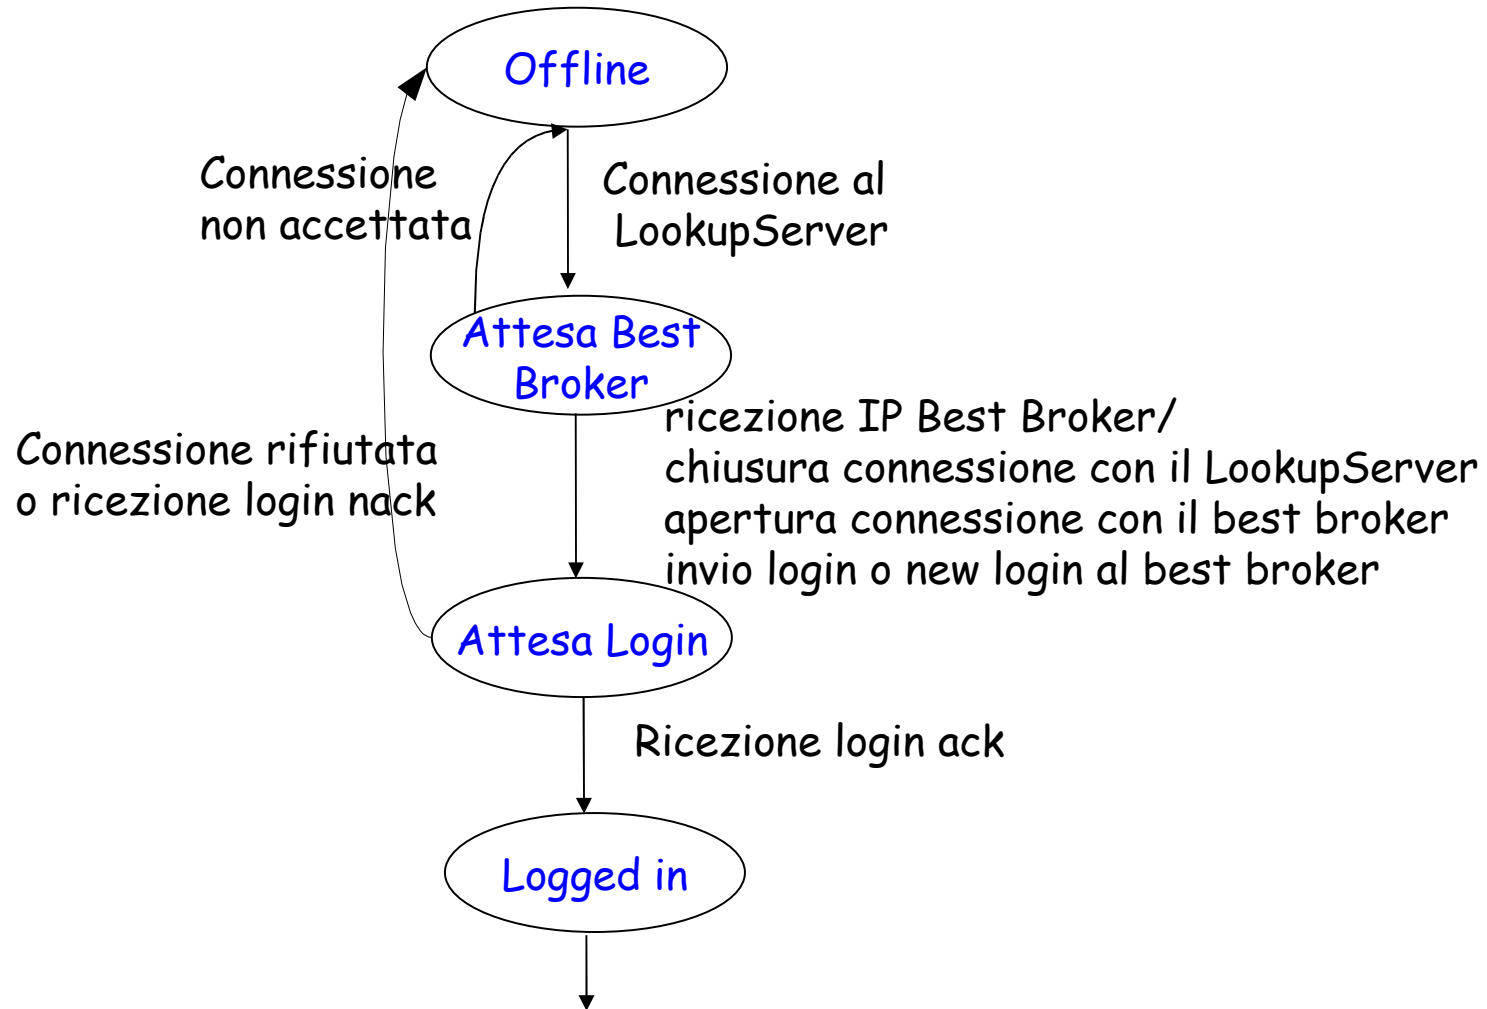 Offline
Connessione
non accettata
Connessione al
LookupServer
Attesa Best
Broker
ricezione IP Best Broker/
chiusura connessione con il LookupServer
apertura connessione con il best broker
invio login o new login al best broker
Connessione rifiutata
o ricezione login nack
Attesa Login
Ricezione login ack
Logged in